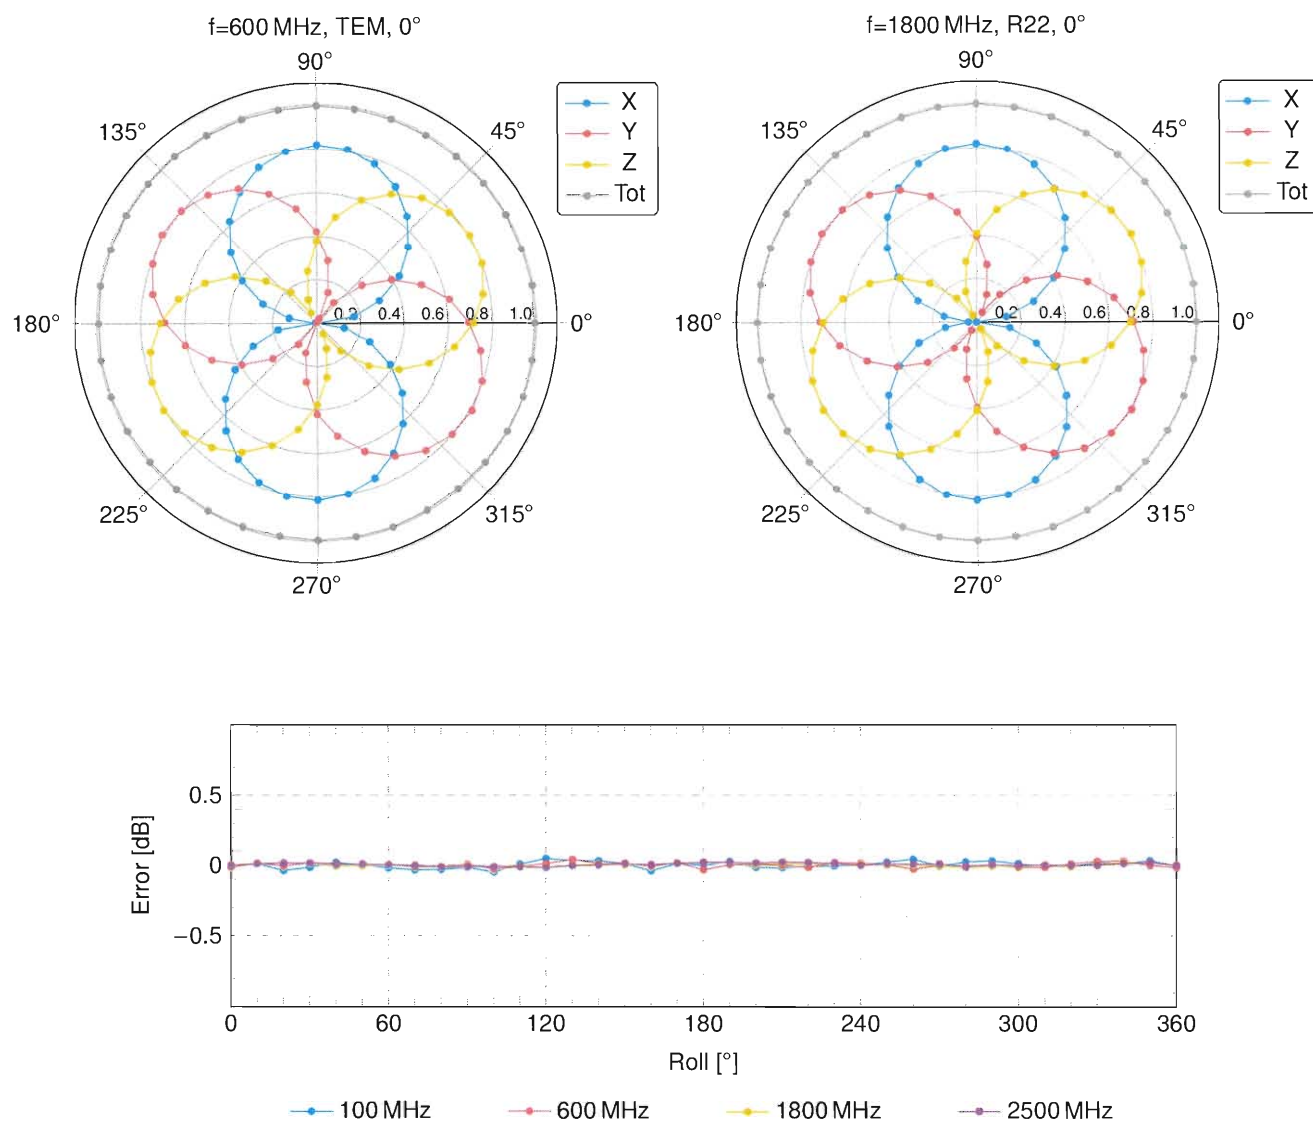 f=600 MHz, TEM, 0°
f=1800 MHz, R22, 0°
90°
135°
45°
180°
0°
225°
315°
270°
0.2 0.4 0.6 0.8 1.0
X
Y
Z
Tot
90°
135°
45°
180°
0°
225°
315°
270°
0.2 0.4 0.6 0.8 1.0
X
Y
Z
Tot
Error [dB]
0.5
0
−0.5
0 60 120 180 240 300 360
Roll [°]
100 MHz 600 MHz 1800 MHz 2500 MHz